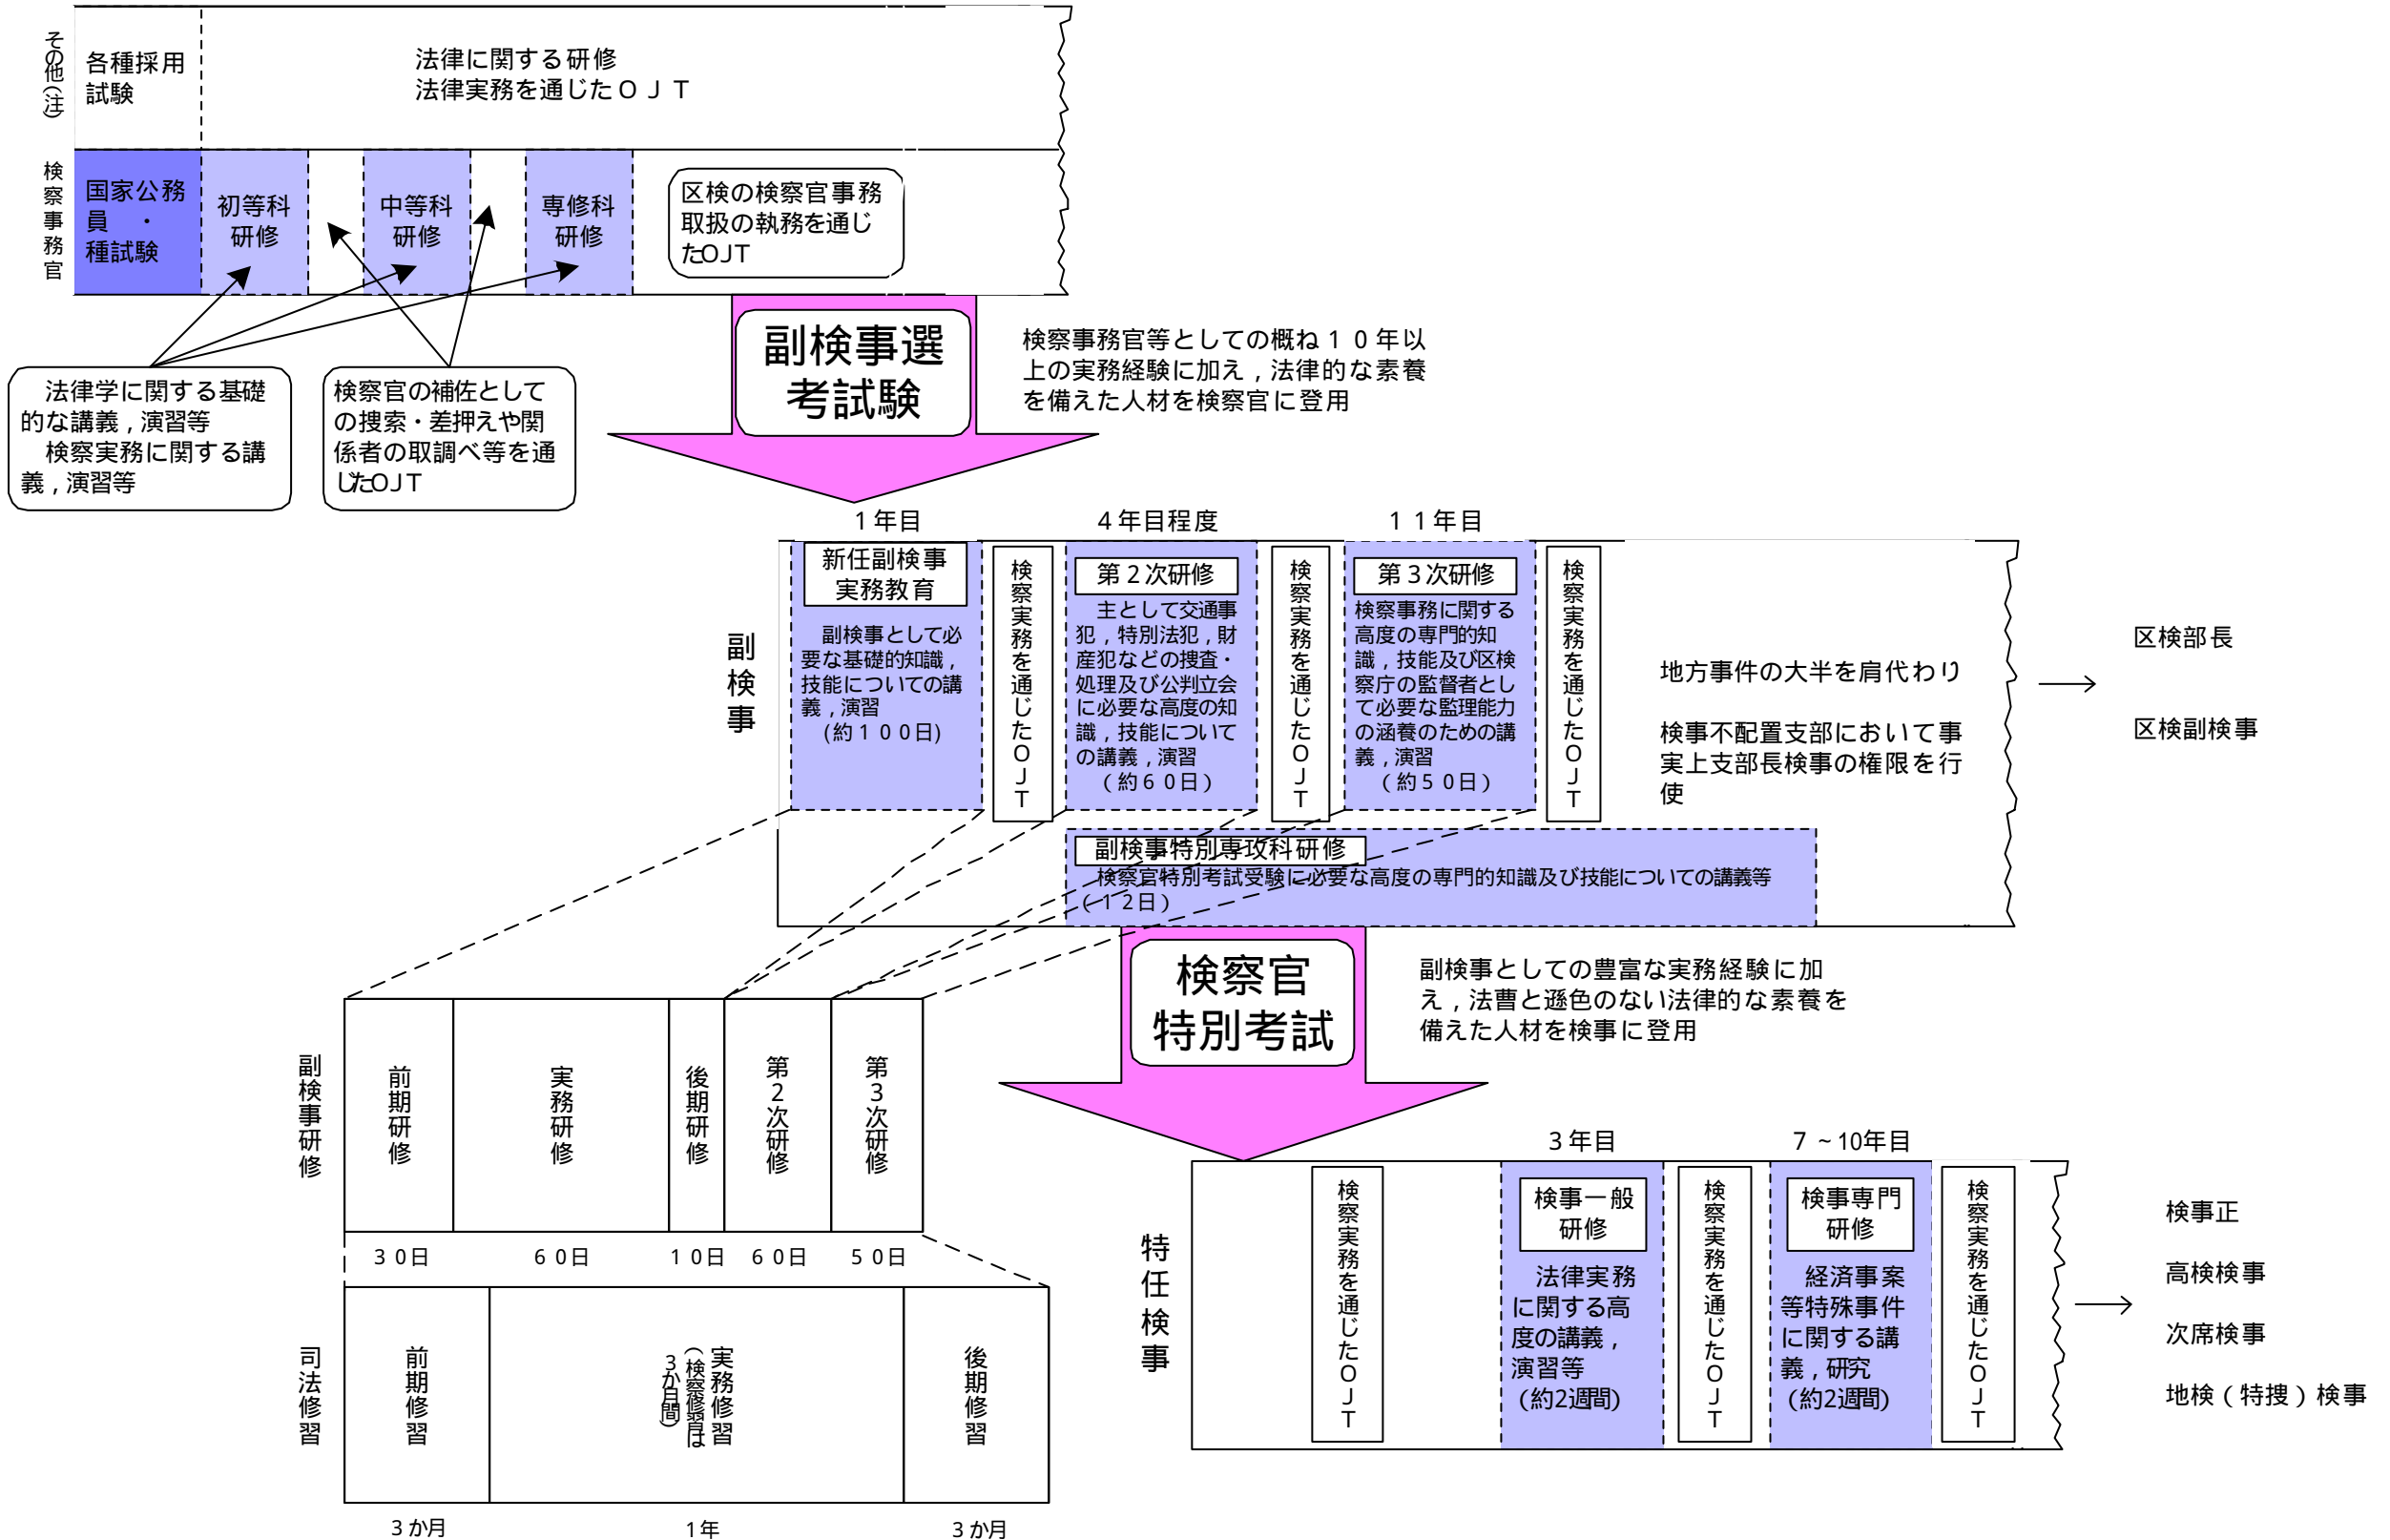 その他(注)
各種採用
試験
法律に関する研修
法律実務を通じたＯＪＴ
検察事務官
国家公務
員　・
種試験
初等科
研修
中等科
研修
専修科
研修
区検の検察官事務
取扱の執務を通じ
たOJT
法律学に関する基礎
的な講義，演習等
検察実務に関する講
義，演習等
検察官の補佐として
の捜索・差押えや関
係者の取調べ等を通
じたOJT
副検事選
考試験
検察事務官等としての概ね１０年以
上の実務経験に加え，法律的な素養
を備えた人材を検察官に登用
副検事
１年目
新任副検事
実務教育
副検事として必
要な基礎的知識，
技能についての講
義，演習
(約１００日)
検察実務を通じたＯＪＴ
４年目程度
第２次研修
主として交通事
犯，特別法犯，財
産犯などの捜査・
処理及び公判立会
に必要な高度の知
識，技能について
の講義，演習
（約６０日）
検察実務を通じたＯＪＴ
１１年目
第３次研修
検察事務に関する
高度の専門的知
識，技能及び区検
察庁の監督者とし
て必要な監理能力
の涵養のための講
義，演習
（約５０日）
検察実務を通じたＯＪＴ
地方事件の大半を肩代わり
検事不配置支部において事
実上支部長検事の権限を行
使
区検部長
区検副検事
副検事特別専攻科研修
検察官特別考試受験に必要な高度の専門的知識及び技能についての講義等
（１２日）
検察官
特別考試
副検事としての豊富な実務経験に加
え，法曹と遜色のない法律的な素養を
備えた人材を検事に登用
副検事研修
前期研修
実務研修
後期研修
第２次研修
第３次研修
３０日
６０日
１０日
６０日
５０日
司法修習
前期修習
実務修習
(検察修習は
３か月間)
後期修習
３か月
１年
３か月
特任検事
検察実務を通じたＯＪＴ
３年目
検事一般
研修
法律実務
に関する高
度の講義，
演習等
(約2週間)
検察実務を通じたＯＪＴ
７～10年目
検事専門
研修
経済事案
等特殊事件
に関する講
義，研究
(約2週間)
検察実務を通じたＯＪＴ
検事正
高検検事
次席検事
地検（特捜）検事